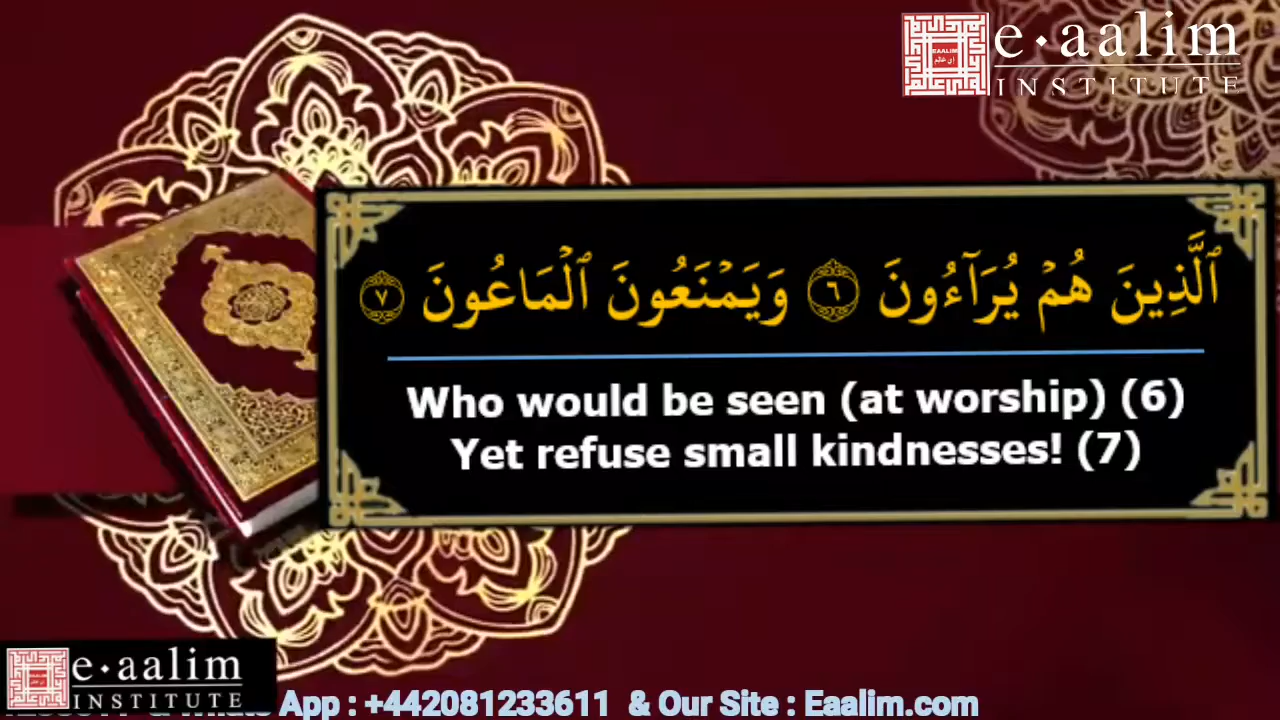 e·aalim
INSTITUTE
ٱلَّذِينَ هُمۡ يُرَآءُونَ ٦ وَيَمۡنَعُونَ ٱلۡمَاعُونَ ٧
Who would be seen (at worship) (6)
Yet refuse small kindnesses! (7)
e·aalim
INSTITUTE
App : +442081233611 & Our Site : Eaalim.com